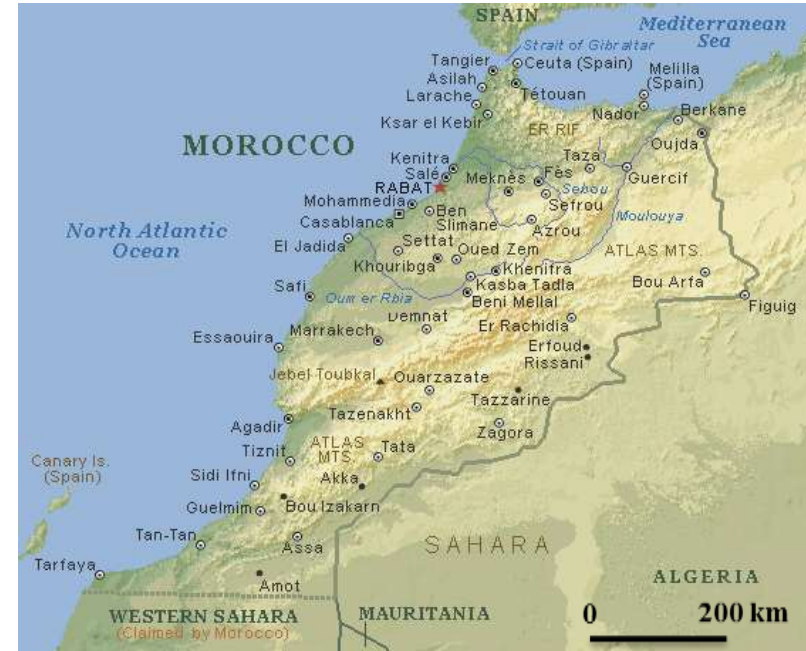 SPAIN
Mediterranean
Sea
Strait of Gibraltar
Tangier
Ceuta (Spain)
Asilah
Melilla
(Spain)
Larache
Tétouan
Nador
Berkane
Ksar el Kebir
ER RIF
Oujda
MOROCCO
Kenitra
Taza
Salé
Fès
RABAT
Meknès
Guercif
Sebou
Mohammedia
Sefrou
Ben
Slimane
Casablanca
Moulouya
North Atlantic
Ocean
Azrou
El Jadida
Settat
Oued Zem
ATLAS MTS.
Khouribga
Khenifra
Kasba Tadla
Bou Arfa
Safi
Oum er Rbia
Beni Mellal
Figuig
Demnat
Er Rachidia
Marrakech
Essaouira
Erfoud
Rissani
Jebel Toubkal
Ouarzazate
Tazzarine
Tazenakht
Agadir
Zagora
ATLAS
MTS.
Tiznit
Tata
Canary Is.
(Spain)
Sidi Ifni
Akka
Guelmim
Bou Izakarn
Tan-Tan
Assa
SAHARA
Tarfaya
Amot
ALGERIA
WESTERN SAHARA
(Claimed by Morocco)
MAURITANIA
0 200 km